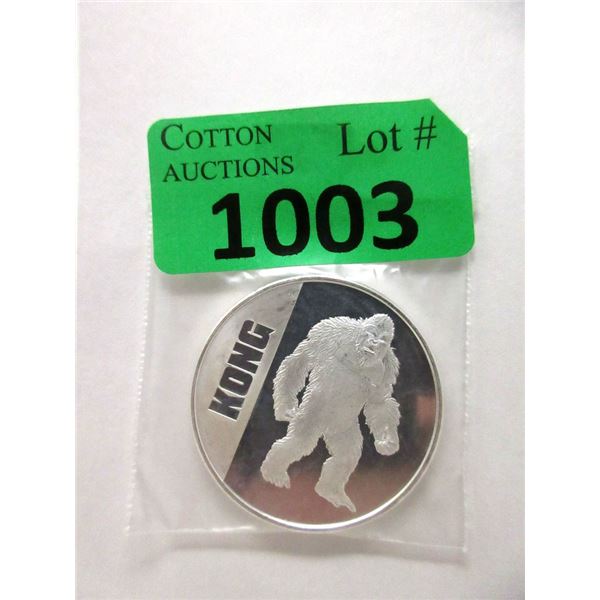 COTTON
AUCTIONS
Lot #
1003
KONG